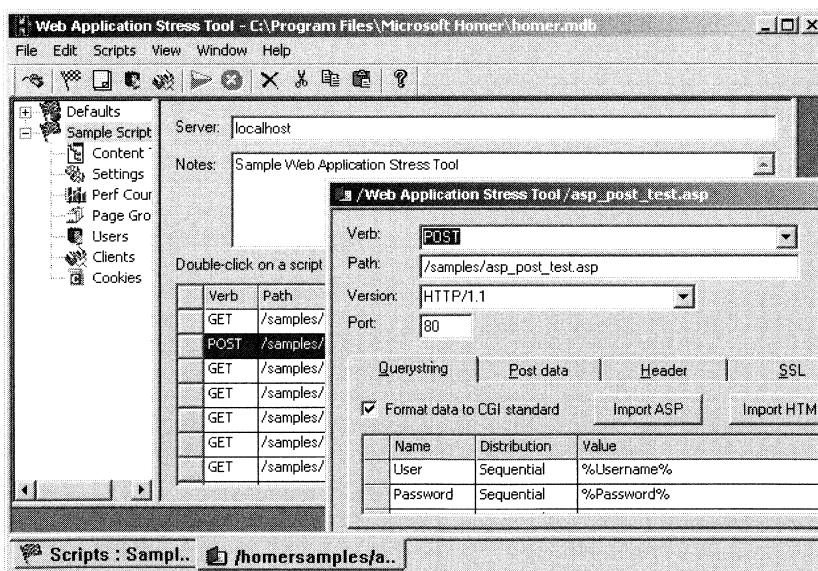 Web Application Stress Tool - C:\Program Files\Microsoft Homer\homer.mdb
File Edit Scripts View Window Help
Defaults
Sample Script
Content
Settings
Perf Cour
Page Gro
Users
Clients
Cookies
Server: localhost
Notes: Sample Web Application Stress Tool
Double-click on a script
Verb Path
GET /samples/
POST /samples/
GET /samples/
GET /samples/
GET /samples/
GET /samples/
GET /samples/
/Web Application Stress Tool /asp_post_test.asp
Verb: POST
Path: /samples/asp_post_test.asp
Version: HTTP/1.1
Port: 80
Querystring Post data Header SSL
Format data to CGI standard Import ASP Import HTM
Name Distribution Value
User Sequential %Username%
Password Sequential %Password%
Scripts : Sampl.. /homersamples/a..